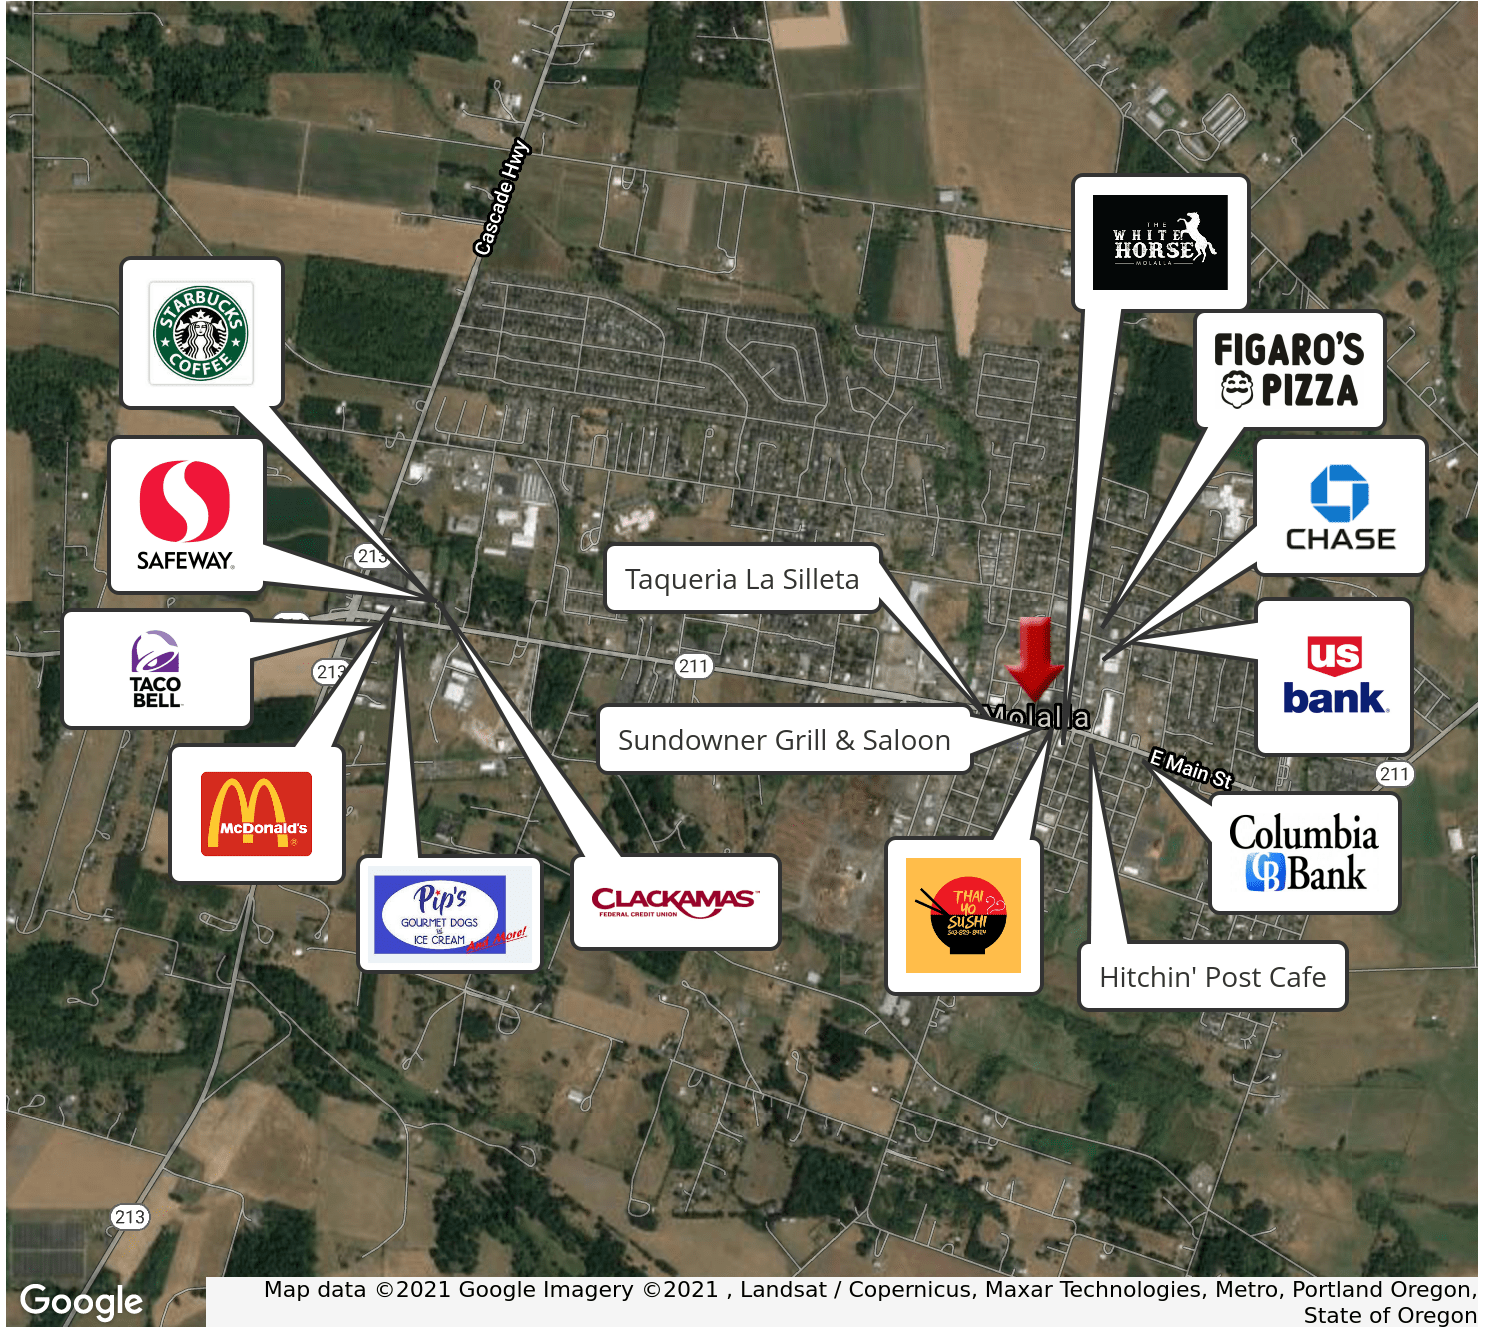 Cascade Hwy
THE
WHITE
HORSE
MOLALLA
STARBUCKS
COFFEE
FIGARO'S
PIZZA
SAFEWAY
CHASE
213
Taqueria La Silleta
TACO
BELL
213
211
us
bank
Molalla
Sundowner Grill & Saloon
E Main St
211
McDonald's
Columbia
CB Bank
Pip's
GOURMET DOGS
&
ICE CREAM
And More!
CLACKAMAS
FEDERAL CREDIT UNION
THAI
YO
SUSHI
Hitchin' Post Cafe
213
Google
Map data ©2021 Google Imagery ©2021 , Landsat / Copernicus, Maxar Technologies, Metro, Portland Oregon,
State of Oregon